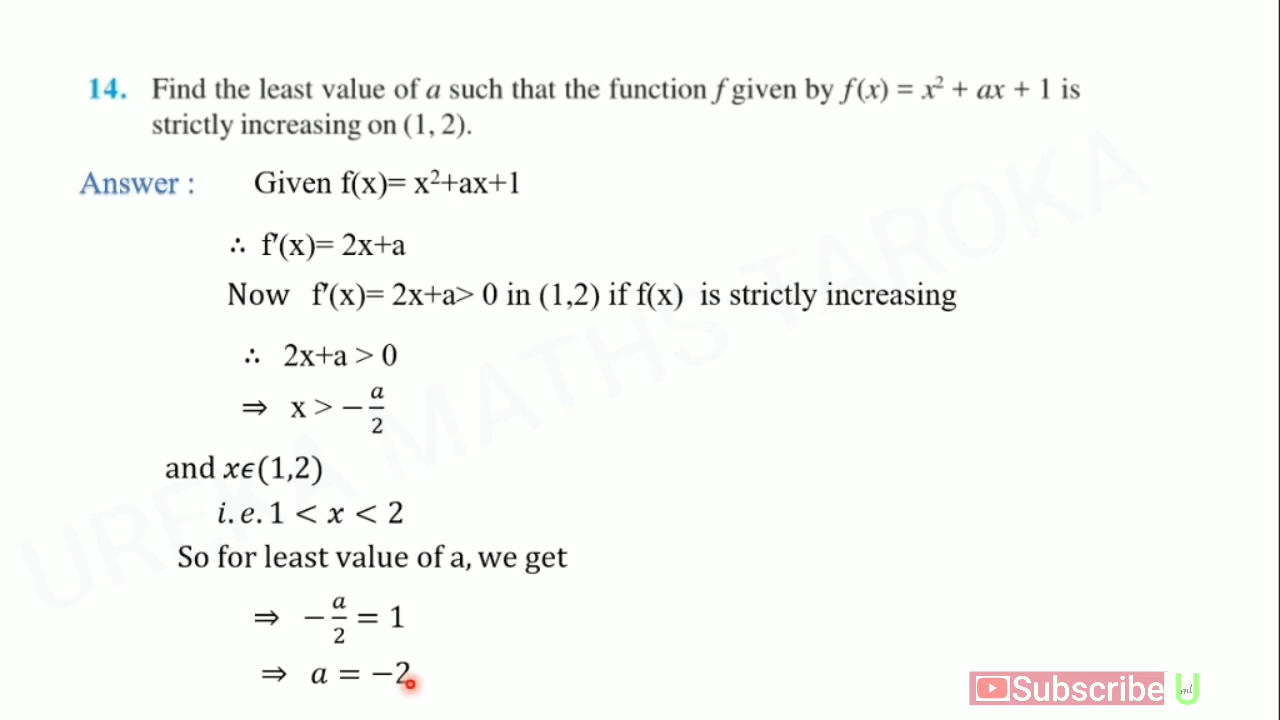 14. Find the least value of a such that the function f given by f(x) = x² + ax + 1 is
strictly increasing on (1, 2).
Answer : Given f(x)= x²+ax+1
∴ f'(x)= 2x+a
Now f'(x)= 2x+a> 0 in (1,2) if f(x) is strictly increasing
∴ 2x+a > 0
⇒ x > −a/2
and xϵ(1,2)
i.e. 1 < x < 2
So for least value of a, we get
⇒ −a/2 = 1
⇒ a = −2
UREKA MATHS TAROKA
Subscribe U